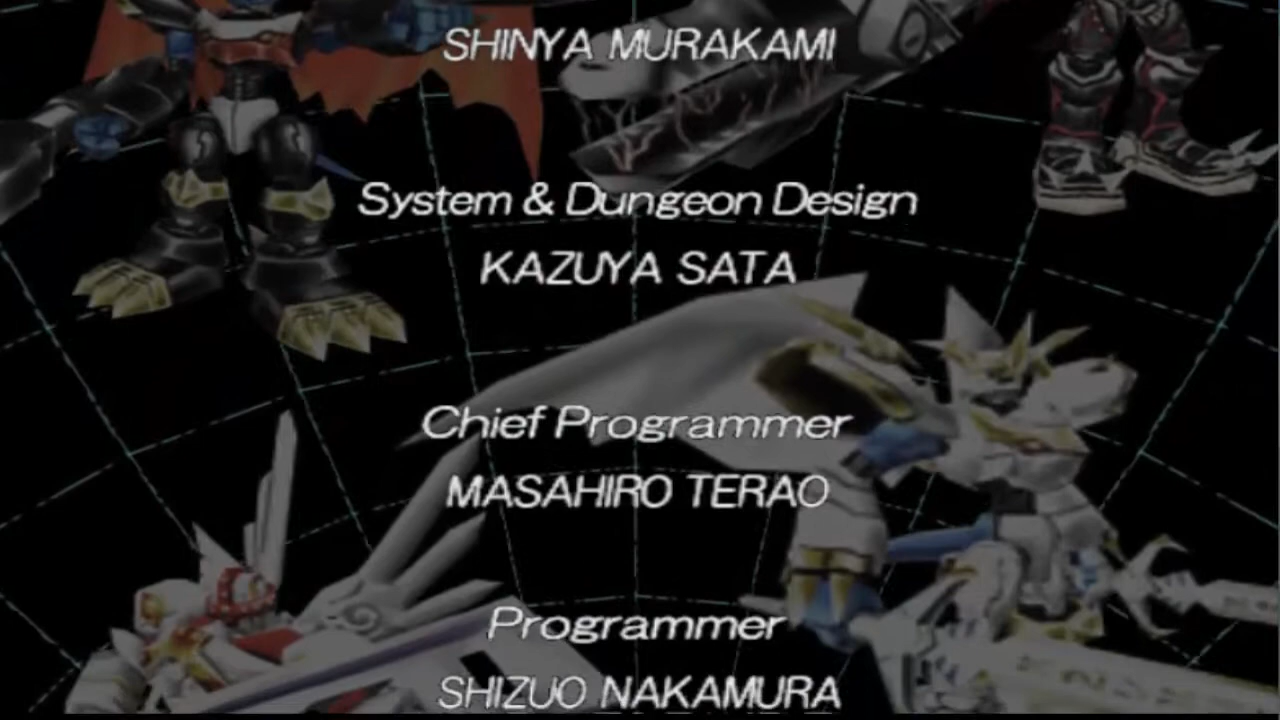 SHINYA MURAKAMI
System & Dungeon Design
KAZUYA SATA
Chief Programmer
MASAHIRO TERAO
Programmer
SHIZUO NAKAMURA